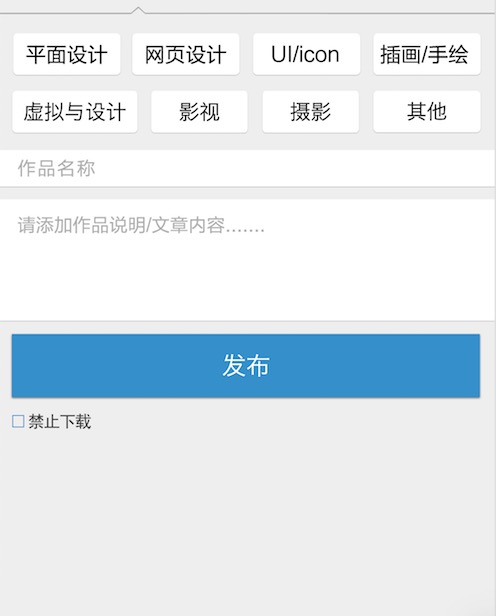 平面设计 网页设计 UI/icon 插画/手绘
虚拟与设计 影视 摄影 其他
作品名称
请添加作品说明/文章内容.......
发布
禁止下载